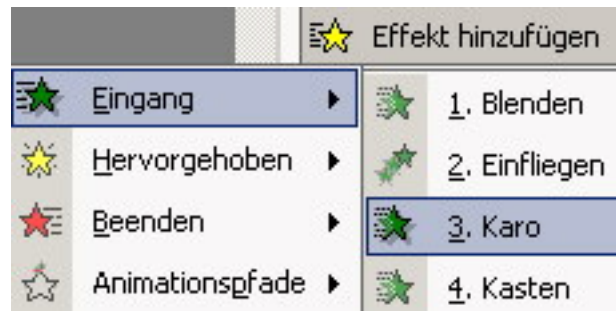 Effekt hinzufügen
Eingang
Hervorgehoben
Beenden
Animationspfade
1. Blenden
2. Einfliegen
3. Karo
4. Kasten